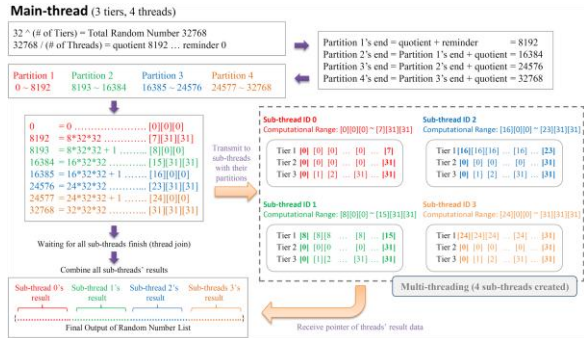 Main-thread (3 tiers, 4 threads)
32 ^ (# of Tiers) = Total Random Number 32768
32768 / (# of Threads) = quotient 8192 … reminder 0
Partition 1's end = quotient + reminder = 8192
Partition 2's end = Partition 1's end + quotient = 16384
Partition 3's end = Partition 2's end + quotient = 24576
Partition 4's end = Partition 3's end + quotient = 32768
Partition 1 Partition 2 Partition 3 Partition 4
0 ~ 8192 8193 ~ 16384 16385 ~ 24576 24577 ~ 32768
0 = 0 ..................... [0][0][0]
8192 = 8*32*32 ............ [7][31][31]
8193 = 8*32*32 + 1 ....... [8][0][0]
16384 = 16*32*32 .......... [15][31][31]
16385 = 16*32*32 + 1 ..... [16][0][0]
24576 = 24*32*32 .......... [23][31][31]
24577 = 24*32*32 + 1 ..... [24][0][0]
32768 = 32*32*32 .......... [31][31][31]
Transmit
to sub-threads
with their
partitions
Sub-thread ID 0
Computational Range: [0][0][0] ~ [7][31][31]
Tier 1 [0] [0] [0] … [0] … [7]
Tier 2 [0] [0] [0] … [0] … [31]
Tier 3 [0] [1] [2] … [31] … [31]
Sub-thread ID 2
Computational Range: [16][0][0] ~ [23][31][31]
Tier 1 [16][16][16] … [16] … [23]
Tier 2 [0] [0] [0] … [0] … [31]
Tier 3 [0] [1] [2] … [31] … [31]
Sub-thread ID 1
Computational Range: [8][0][0] ~ [15][31][31]
Tier 1 [8] [8][8 … [8] … [15]
Tier 2 [0] [0][0 … [0] … [31]
Tier 3 [0] [1][2 … [31] … [31]
Sub-thread ID 3
Computational Range: [24][0][0] ~ [31][31][31]
Tier 1 [24][24][24] … [24] … [31]
Tier 2 [0] [0] [0] … [0] … [31]
Tier 3 [0] [1] [2] … [31] … [31]
Multi-threading (4 sub-threads created)
Waiting for all sub-threads finish (thread join)
Combine all sub-threads' results
Sub-thread 0's result Sub-thread 1's result Sub-thread 2's result Sub-threads 3's result
Final Output of Random Number List
Receive pointer of threads' result data